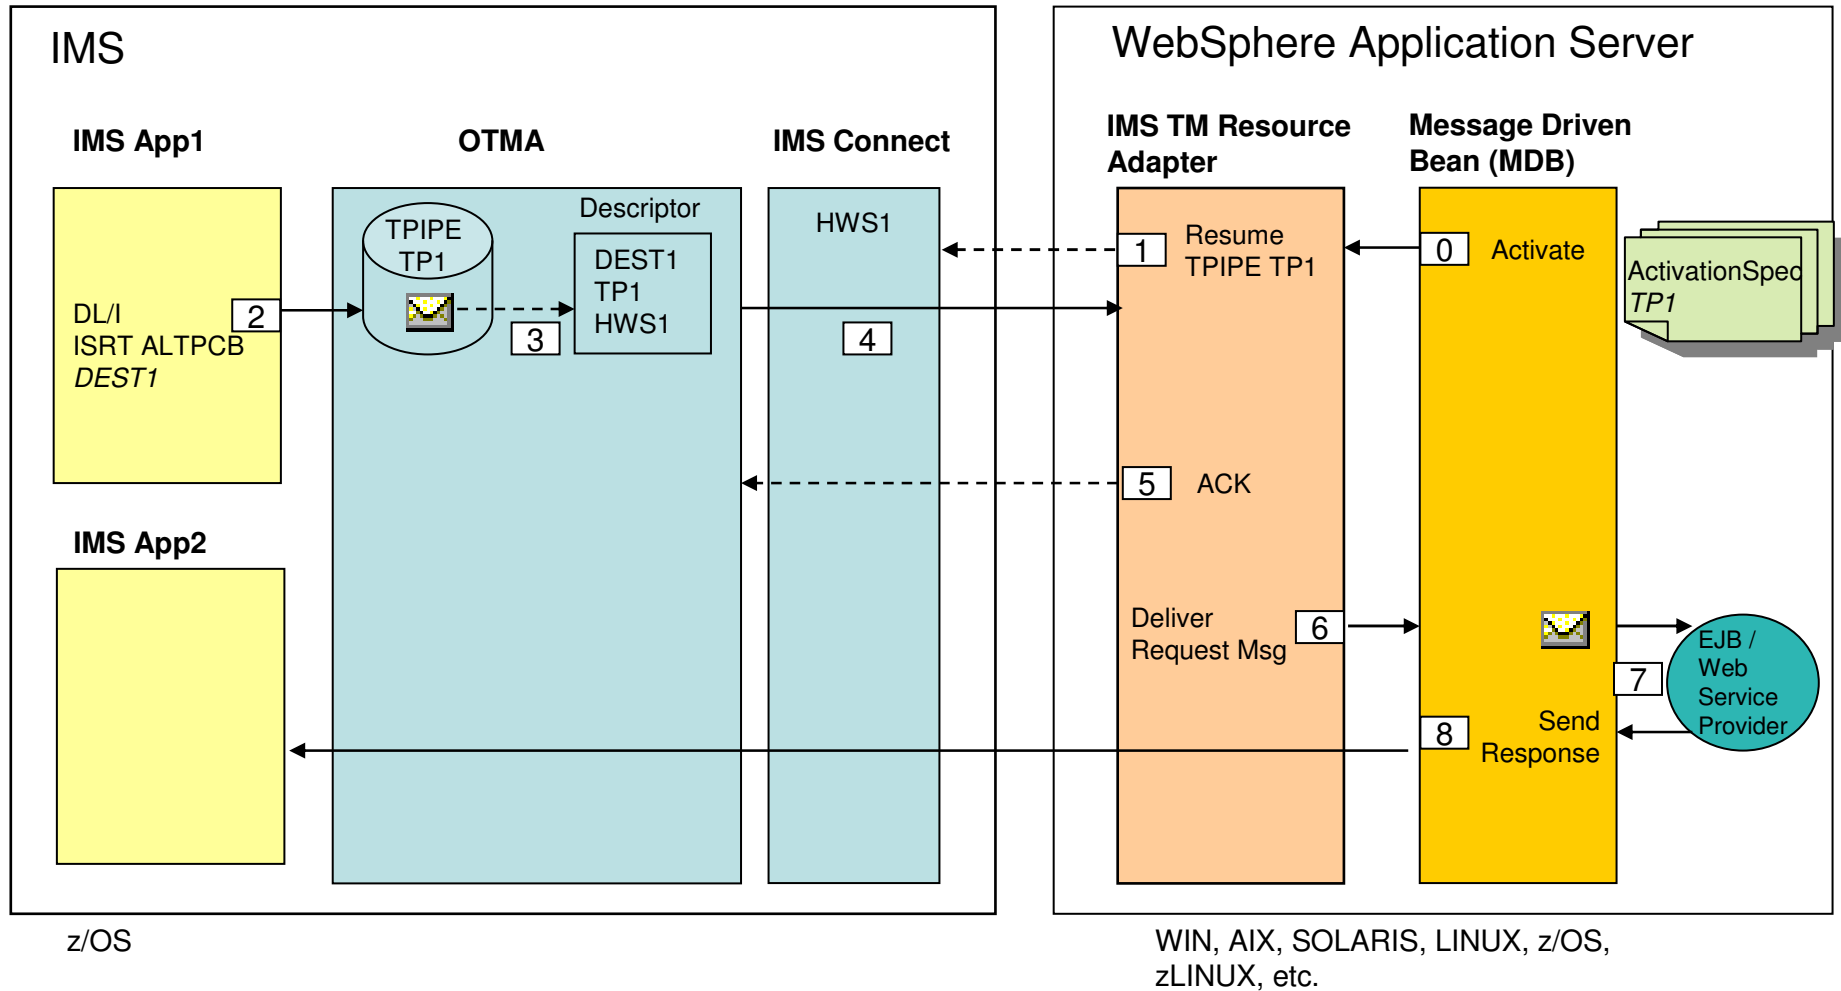 IMS
WebSphere Application Server
IMS App1
OTMA
IMS Connect
IMS TM Resource
Adapter
Message Driven
Bean (MDB)
TPIPE
TP1
Descriptor
DEST1
TP1
HWS1
HWS1
1
Resume
TPIPE TP1
0
Activate
ActivationSpec
TP1
DL/I
ISRT ALTPCB
DEST1
2
3
4
5
ACK
IMS App2
Deliver
Request Msg
6
7
EJB /
Web
Service
Provider
8
Send
Response
z/OS
WIN, AIX, SOLARIS, LINUX, z/OS,
zLINUX, etc.